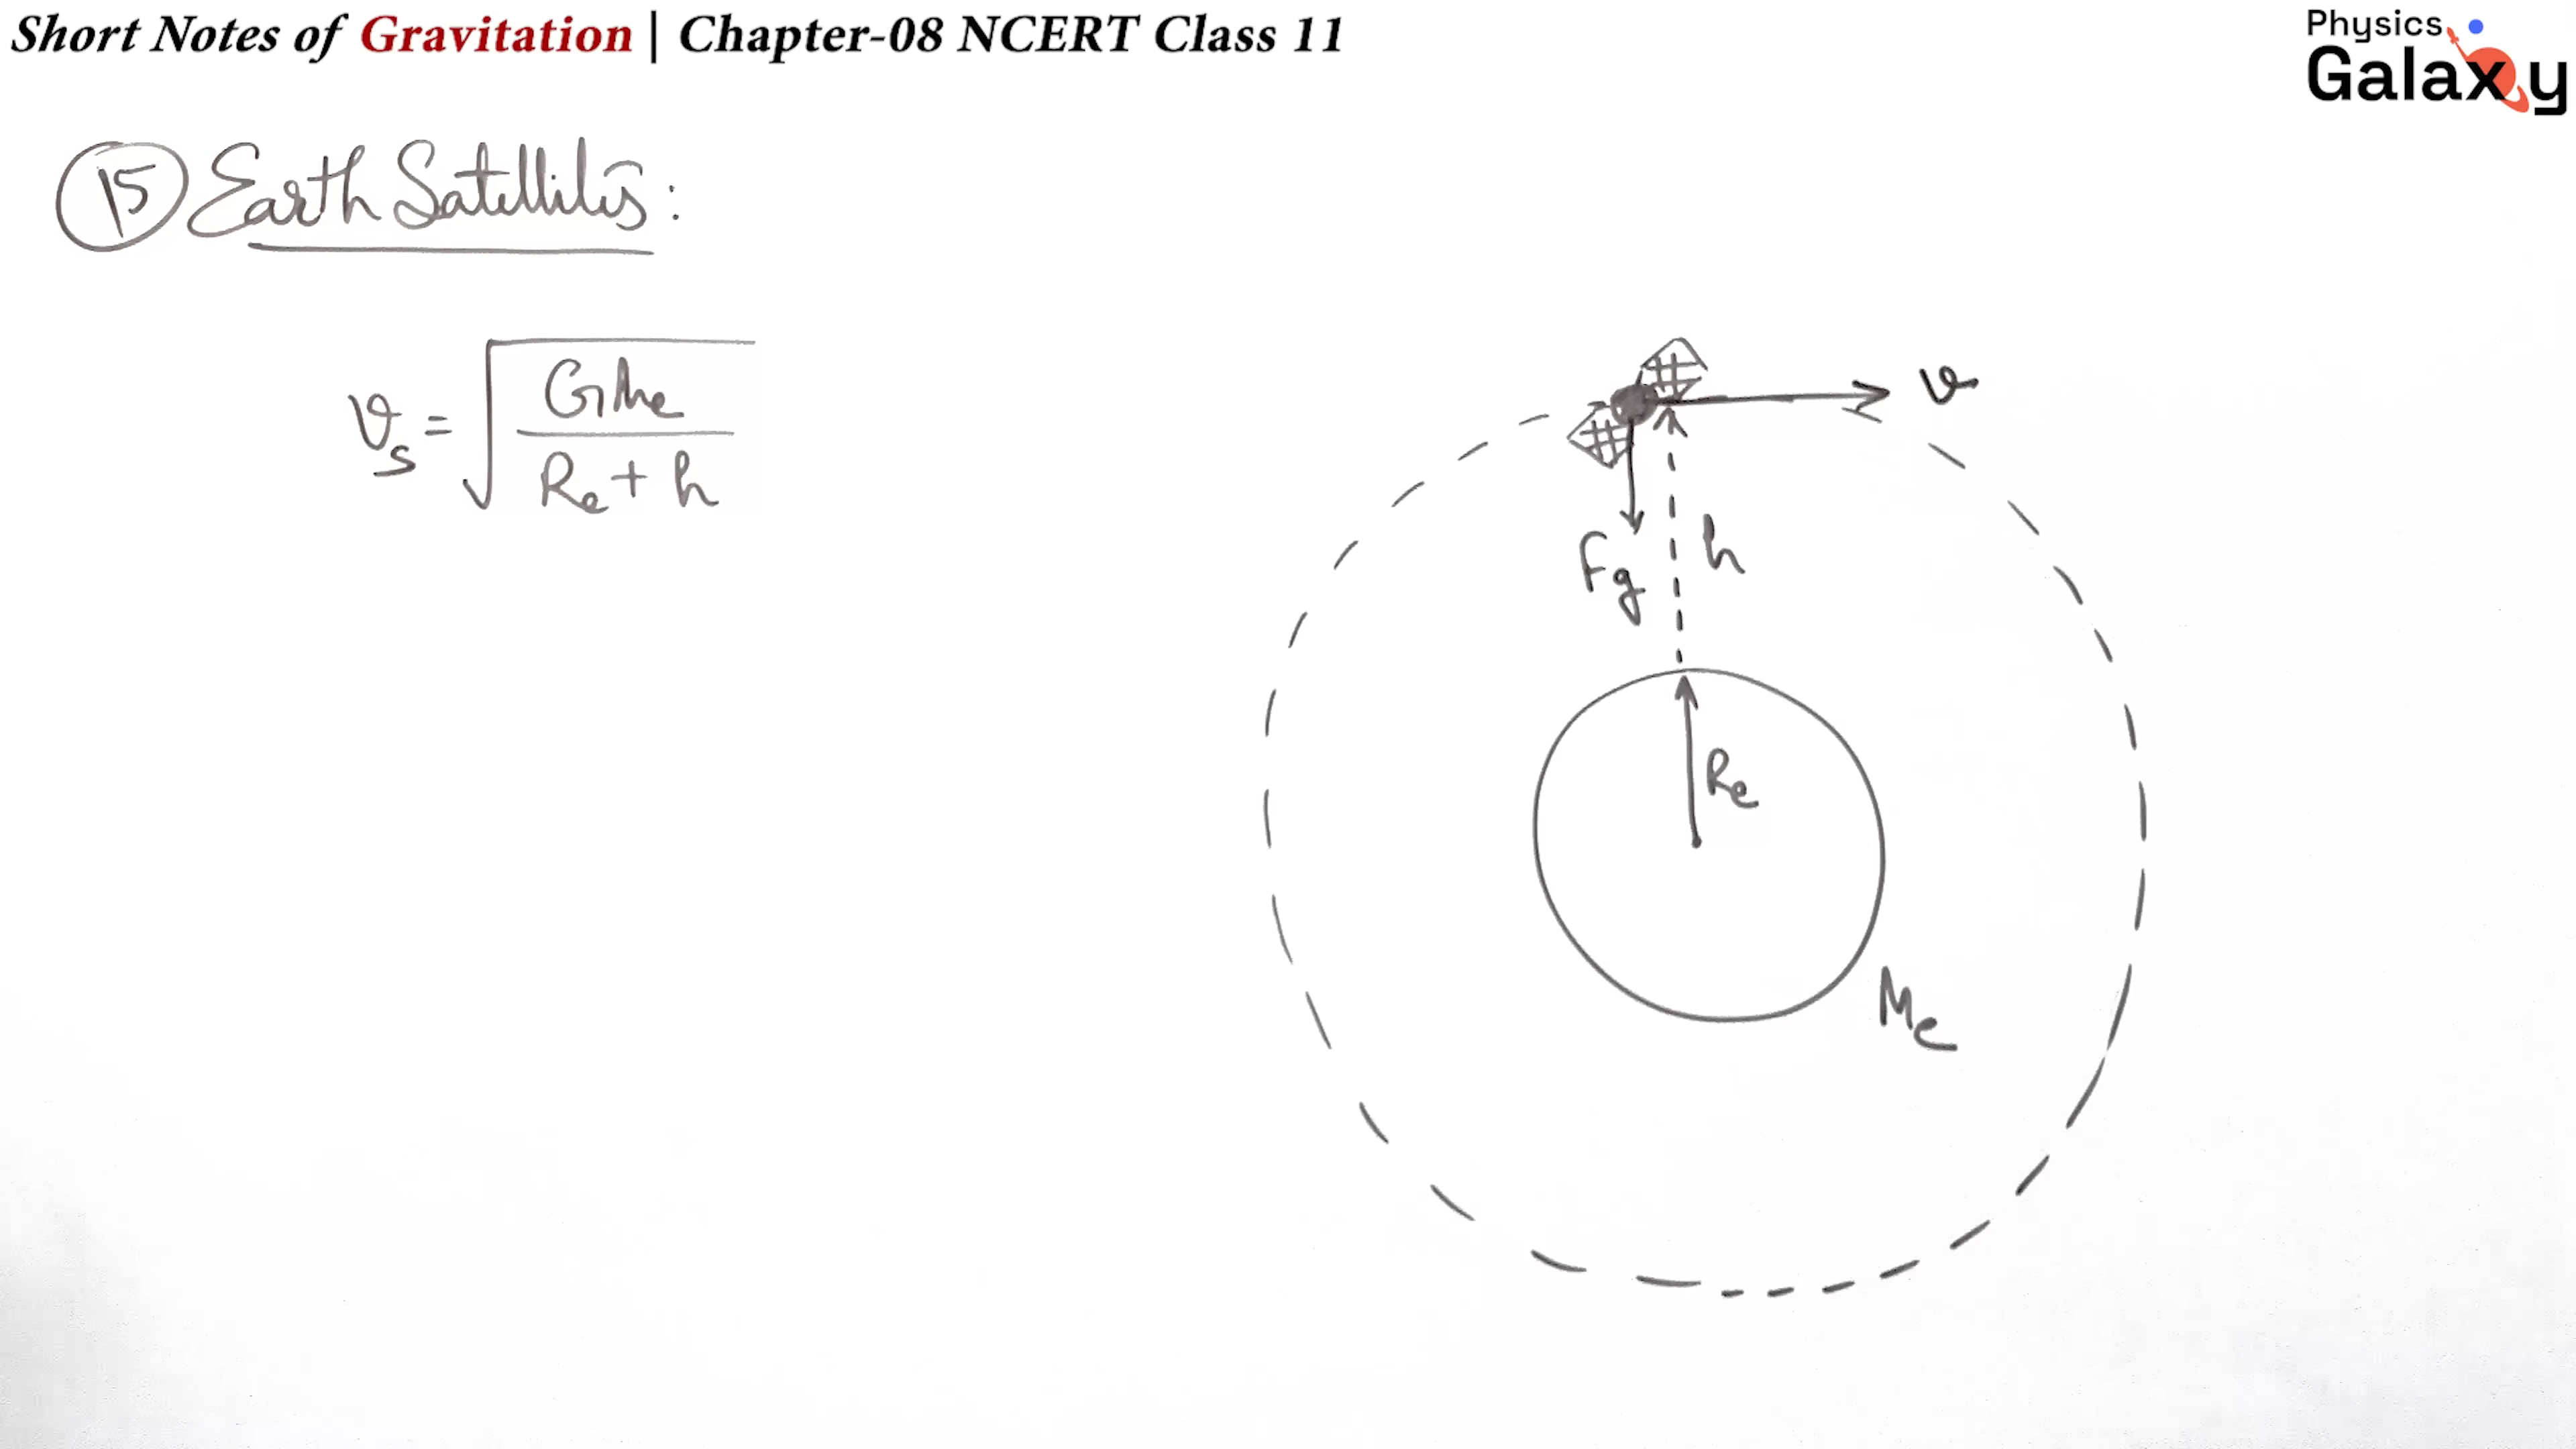 Short Notes of Gravitation | Chapter-08 NCERT Class 11
Physics
Galaxy
15 Earth Satellites :
v_s = √(GMe / (Re + h))
v
Fg
h
Re
Me